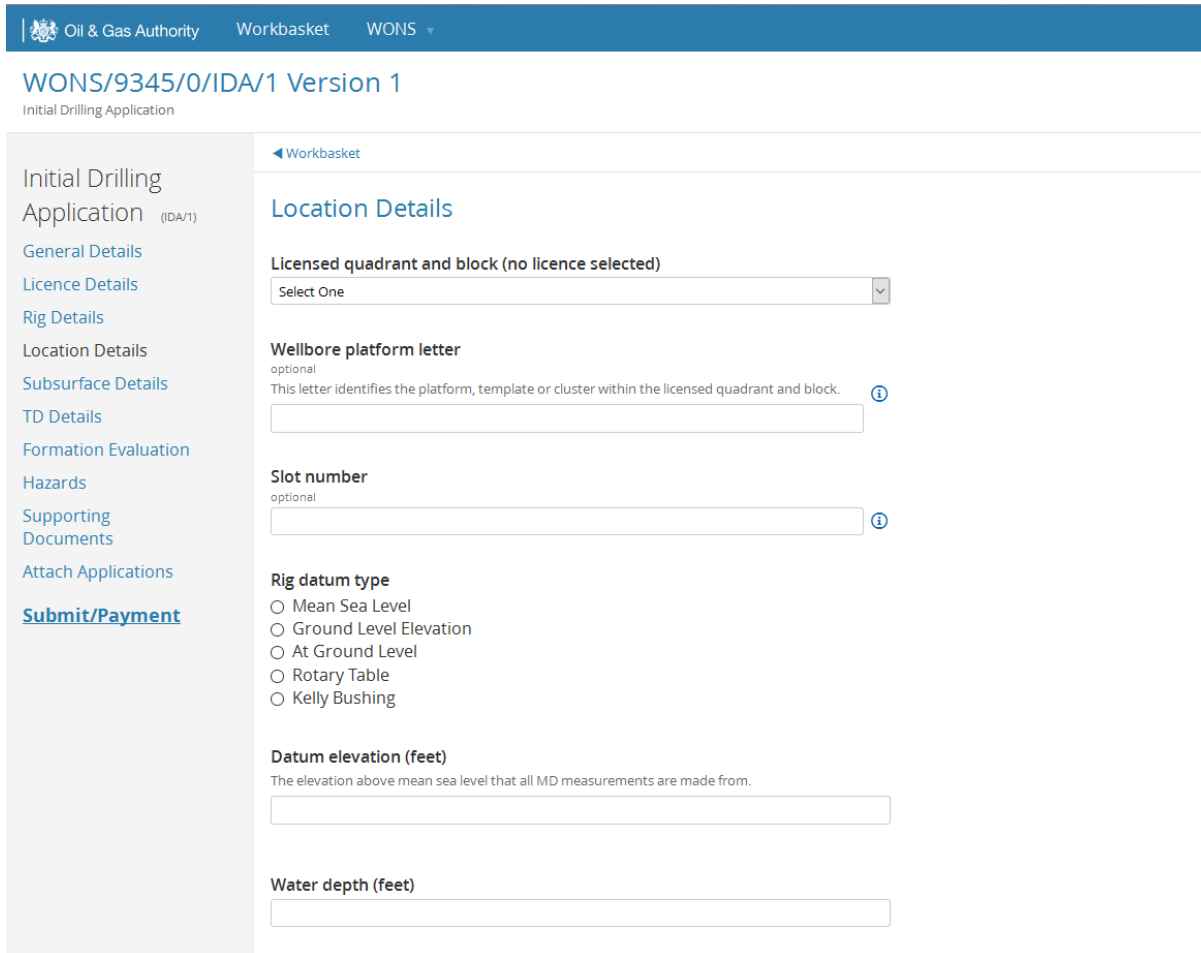 Oil & Gas Authority Workbasket WONS
WONS/9345/0/IDA/1 Version 1
Initial Drilling Application
Initial Drilling
Application (IDA/1)
General Details
Licence Details
Rig Details
Location Details
Subsurface Details
TD Details
Formation Evaluation
Hazards
Supporting
Documents
Attach Applications
Submit/Payment
Workbasket
Location Details
Licensed quadrant and block (no licence selected)
Select One
Wellbore platform letter
optional
This letter identifies the platform, template or cluster within the licensed quadrant and block.
Slot number
optional
Rig datum type
Mean Sea Level
Ground Level Elevation
At Ground Level
Rotary Table
Kelly Bushing
Datum elevation (feet)
The elevation above mean sea level that all MD measurements are made from.
Water depth (feet)